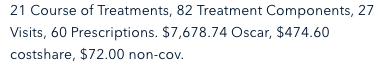 21 Course of Treatments, 82 Treatment Components, 27
Visits, 60 Prescriptions. $7,678.74 Oscar, $474.60
costshare, $72.00 non-cov.